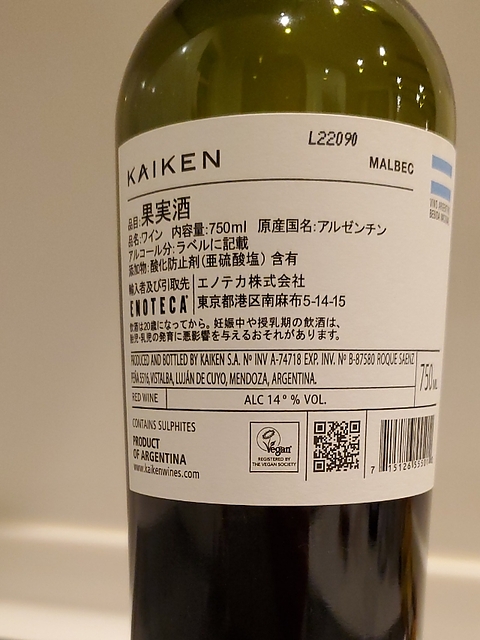 L22090
KAIKEN
MALBEC
品目:果実酒
品名:ワイン 内容量:750ml 原産国名:アルゼンチン
アルコール分:ラベルに記載
添加物:酸化防止剤(亜硫酸塩)含有
輸入者及び引取先 エノテカ株式会社
ENOTECA 東京都港区南麻布5-14-15
飲酒は20歳になってから。妊娠中や授乳期の飲酒は、
胎児・乳児の発育に悪影響を与えるおそれがあります。
PRODUCED AND BOTTLED BY KAIKEN S.A. Nº INV A-74718 EXP. INV. Nº B-87580 ROQUE SAENZ
PEÑA 5516, VISTALBA, LUJÁN DE CUYO, MENDOZA, ARGENTINA.
750ML
RED WINE
ALC 14º % VOL.
CONTAINS SULPHITES
PRODUCT
OF ARGENTINA
www.kaikenwines.com
Vegan
REGISTERED BY
THE VEGAN SOCIETY